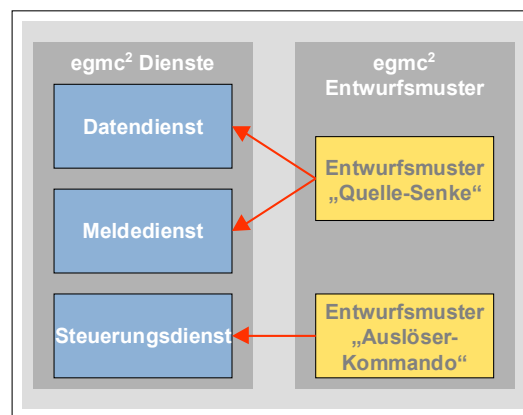 egmc² Dienste
Datendienst
Meldedienst
Steuerungsdienst
egmc²
Entwurfsmuster
Entwurfsmuster
„Quelle-Senke“
Entwurfsmuster
„Auslöser-
Kommando“